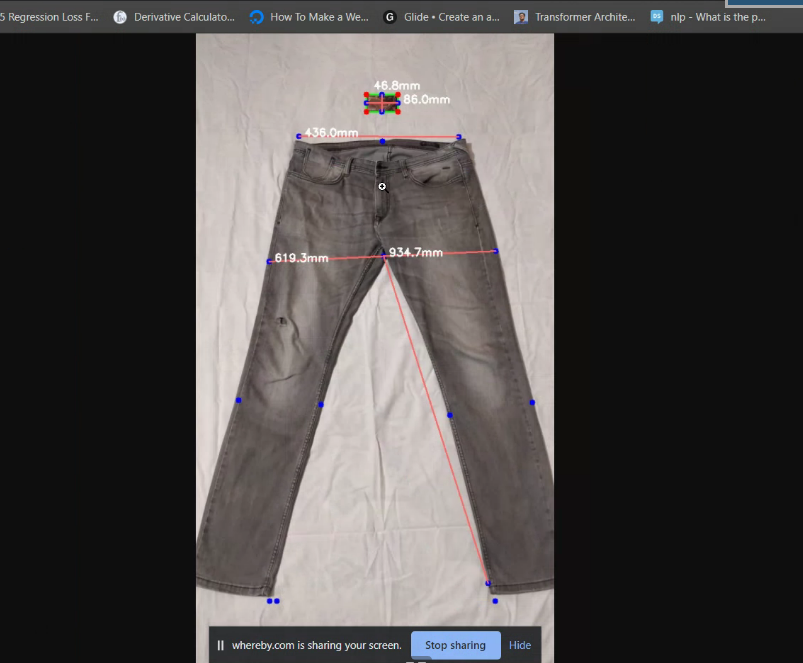 5 Regression Loss F...
Derivative Calculato...
How To Make a We...
Glide • Create an a...
Transformer Archite...
nlp - What is the p...
46.8mm
86.0mm
436.0mm
619.3mm
934.7mm
whereby.com is sharing your screen.
Stop sharing
Hide